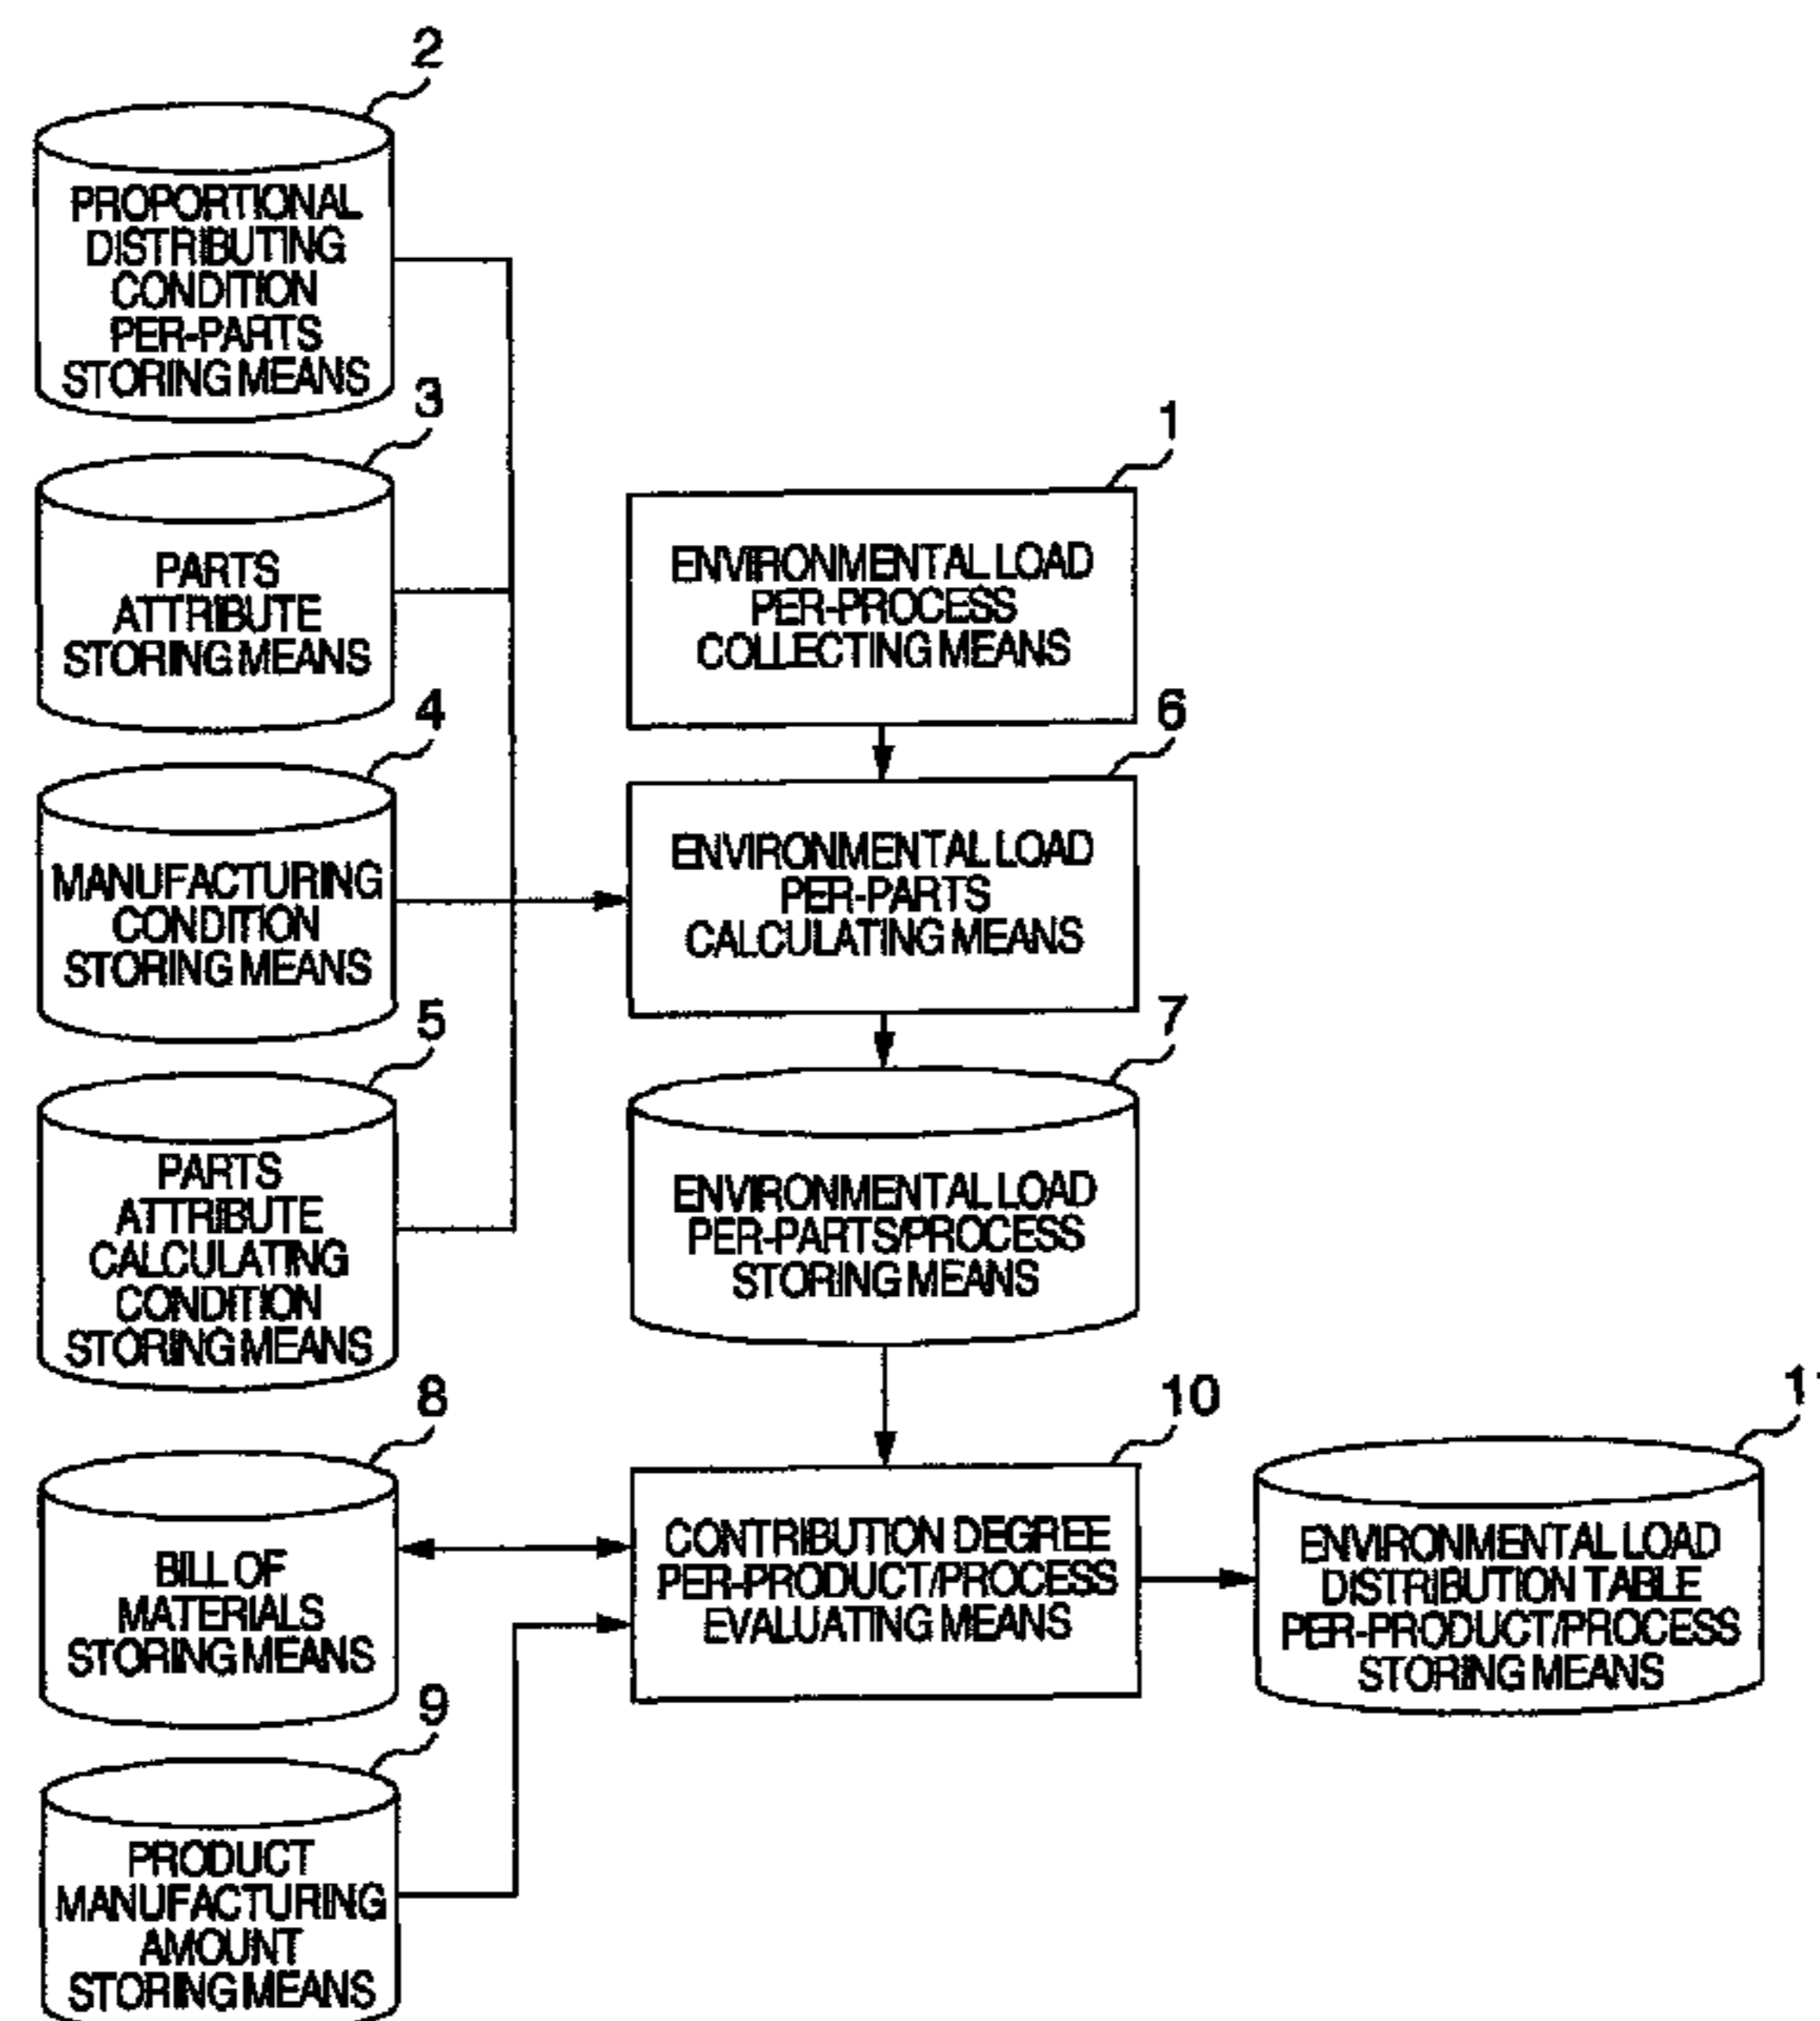 2
PROPORTIONAL
DISTRIBUTING
CONDITION
PER-PARTS
STORING MEANS
3
PARTS
ATTRIBUTE
STORING MEANS
4
MANUFACTURING
CONDITION
STORING MEANS
5
PARTS
ATTRIBUTE
CALCULATING
CONDITION
STORING MEANS
1
ENVIRONMENTAL LOAD
PER-PROCESS
COLLECTING MEANS
6
ENVIRONMENTAL LOAD
PER-PARTS
CALCULATING MEANS
7
ENVIRONMENTAL LOAD
PER-PARTS/PROCESS
STORING MEANS
8
BILL OF
MATERIALS
STORING MEANS
9
PRODUCT
MANUFACTURING
AMOUNT
STORING MEANS
10
CONTRIBUTION DEGREE
PER-PRODUCT/PROCESS
EVALUATING MEANS
11
ENVIRONMENTAL LOAD
DISTRIBUTION TABLE
PER-PRODUCT/PROCESS
STORING MEANS